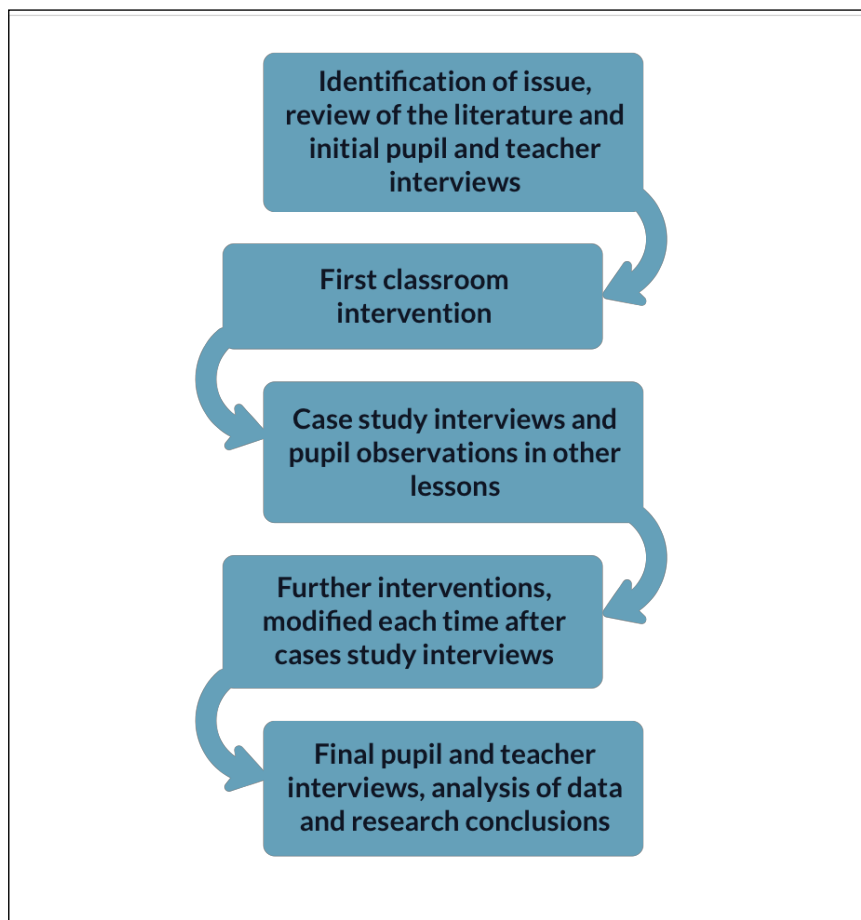 Identification of issue,
review of the literature and
initial pupil and teacher
interviews
First classroom
intervention
Case study interviews and
pupil observations in other
lessons
Further interventions,
modified each time after
cases study interviews
Final pupil and teacher
interviews, analysis of data
and research conclusions